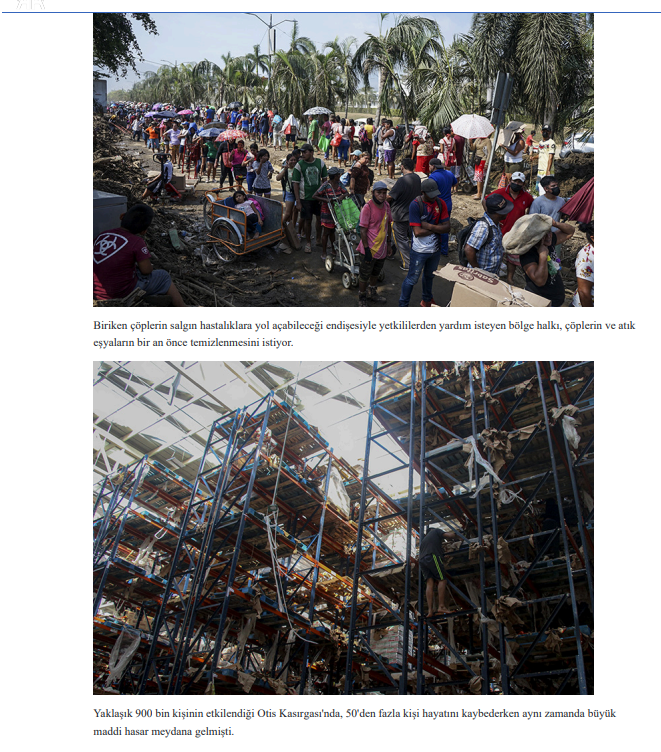 Biriken çöplerin salgın hastalıklara yol açabileceği endişesiyle yetkililerden yardım isteyen bölge halkı, çöplerin ve atık
eşyaların bir an önce temizlenmesini istiyor.
Yaklaşık 900 bin kişinin etkilendiği Otis Kasırgası'nda, 50'den fazla kişi hayatını kaybederken aynı zamanda büyük
maddi hasar meydana gelmişti.